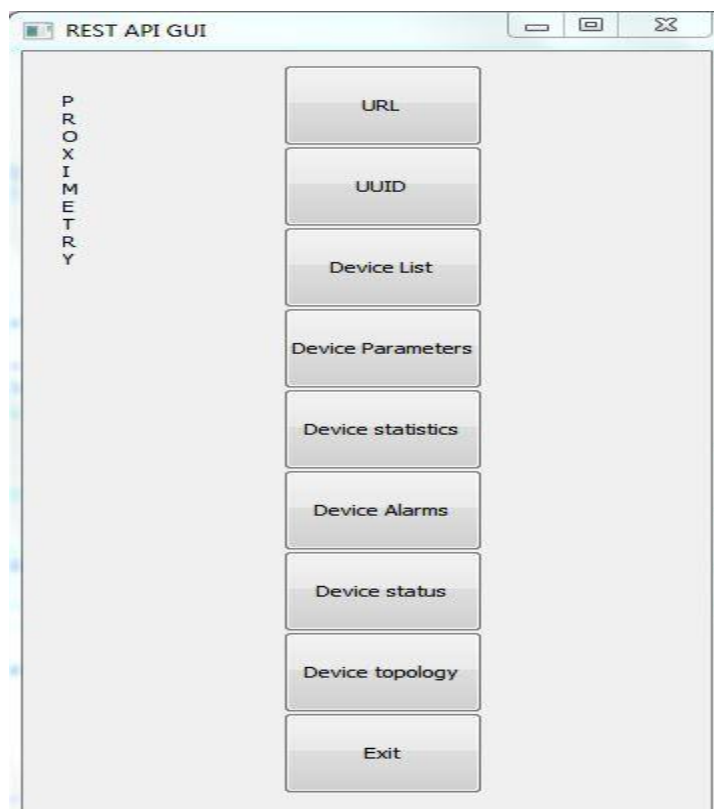 REST API GUI
P
R
O
X
I
M
E
T
R
Y
URL
UUID
Device List
Device Parameters
Device statistics
Device Alarms
Device status
Device topology
Exit